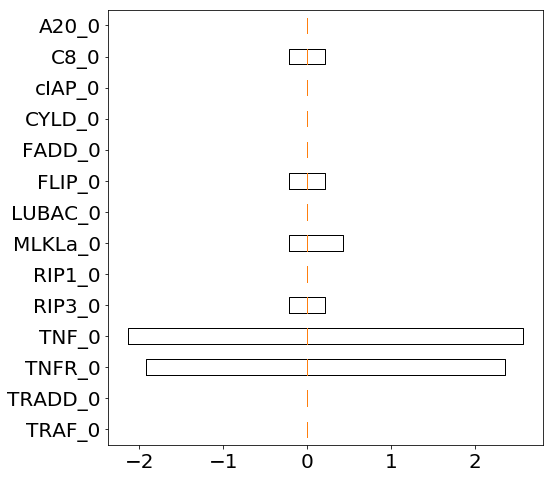 A20_0
C8_0
cIAP_0
CYLD_0
FADD_0
FLIP_0
LUBAC_0
MLKLa_0
RIP1_0
RIP3_0
TNF_0
TNFR_0
TRADD_0
TRAF_0
−2 −1 0 1 2